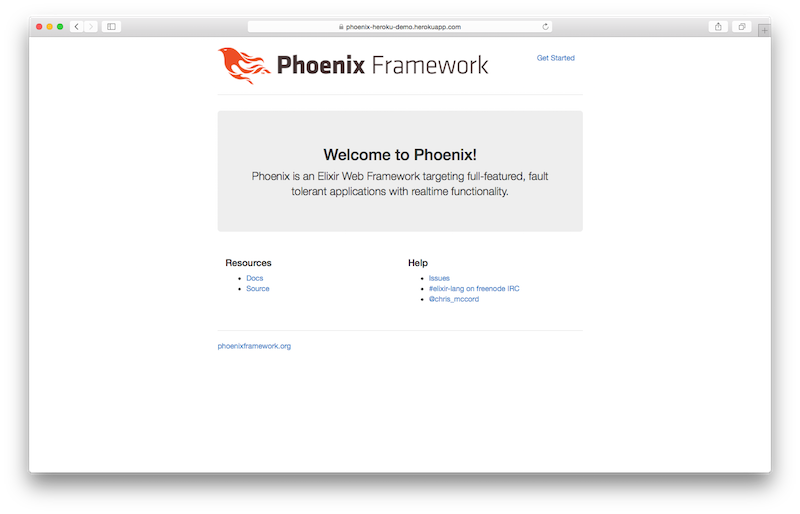 phoenix-heroku-demo.herokuapp.com
Phoenix Framework
Get Started
Welcome to Phoenix!
Phoenix is an Elixir Web Framework targeting full-featured, fault
tolerant applications with realtime functionality.
Resources
Docs
Source
Help
Issues
#elixir-lang on freenode IRC
@chris_mccord
phoenixframework.org